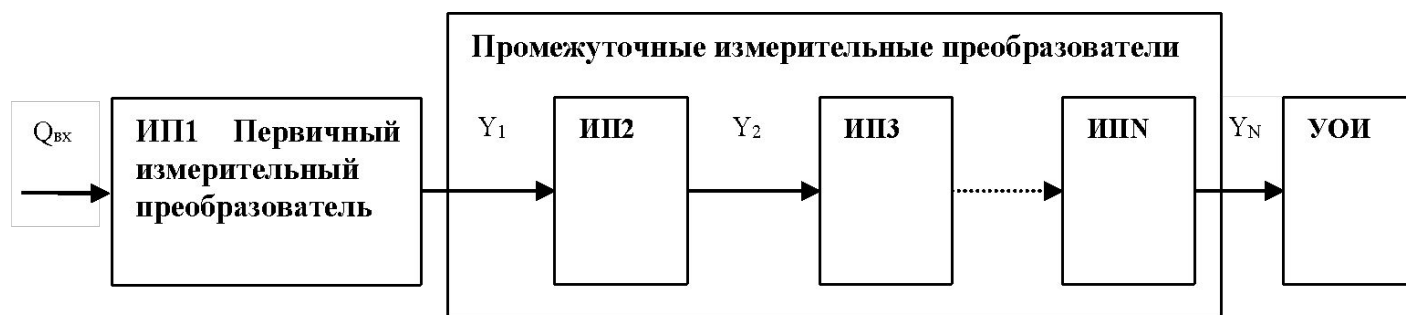 Промежуточные измерительные преобразователи
Qвх
ИП1 Первичный
измерительный
преобразователь
Y1
ИП2
Y2
ИП3
ИПN
YN
УОИ